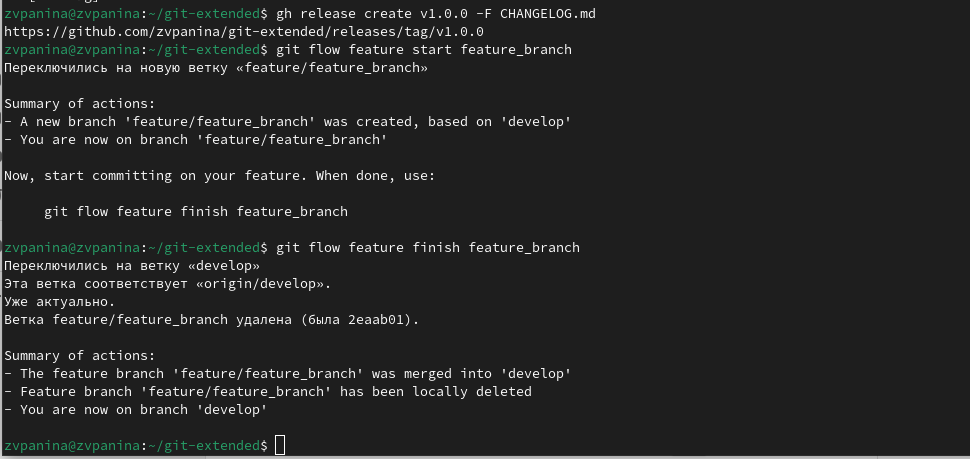 zvpanina@zvpanina:~/git-extended$ gh release create v1.0.0 -F CHANGELOG.md
https://github.com/zvpanina/git-extended/releases/tag/v1.0.0
zvpanina@zvpanina:~/git-extended$ git flow feature start feature_branch
Переключились на новую ветку «feature/feature_branch»

Summary of actions:
- A new branch 'feature/feature_branch' was created, based on 'develop'
- You are now on branch 'feature/feature_branch'

Now, start committing on your feature. When done, use:

     git flow feature finish feature_branch

zvpanina@zvpanina:~/git-extended$ git flow feature finish feature_branch
Переключились на ветку «develop»
Эта ветка соответствует «origin/develop».
Уже актуально.
Ветка feature/feature_branch удалена (была 2eaab01).

Summary of actions:
- The feature branch 'feature/feature_branch' was merged into 'develop'
- Feature branch 'feature/feature_branch' has been locally deleted
- You are now on branch 'develop'

zvpanina@zvpanina:~/git-extended$